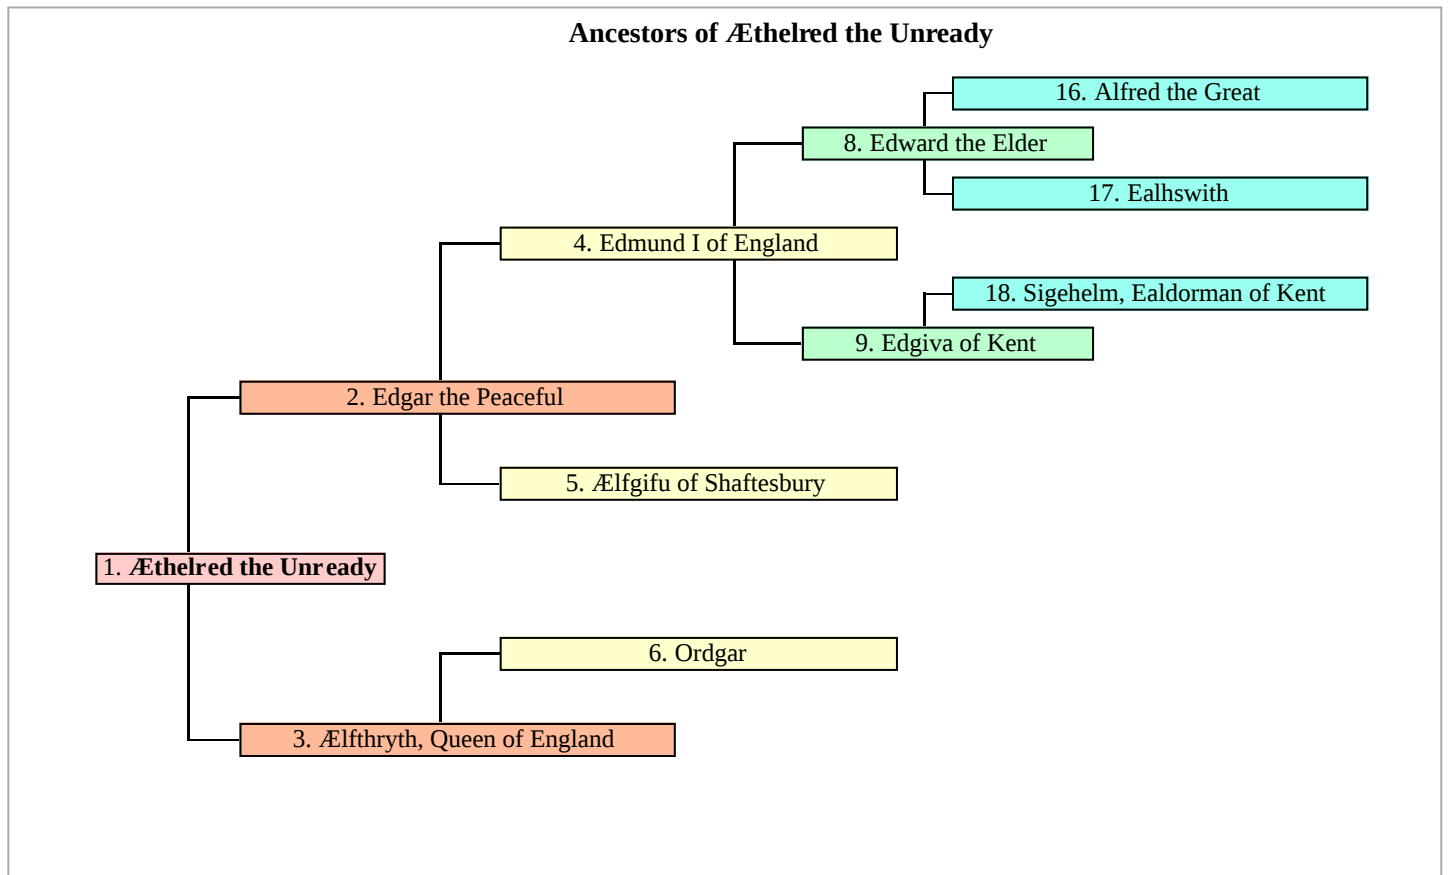 Ancestors of Æthelred the Unready
16. Alfred the Great
8. Edward the Elder
17. Ealhswith
4. Edmund I of England
18. Sigehelm, Ealdorman of Kent
9. Edgiva of Kent
2. Edgar the Peaceful
5. Ælfgifu of Shaftesbury
1. Æthelred the Unready
6. Ordgar
3. Ælfthryth, Queen of England